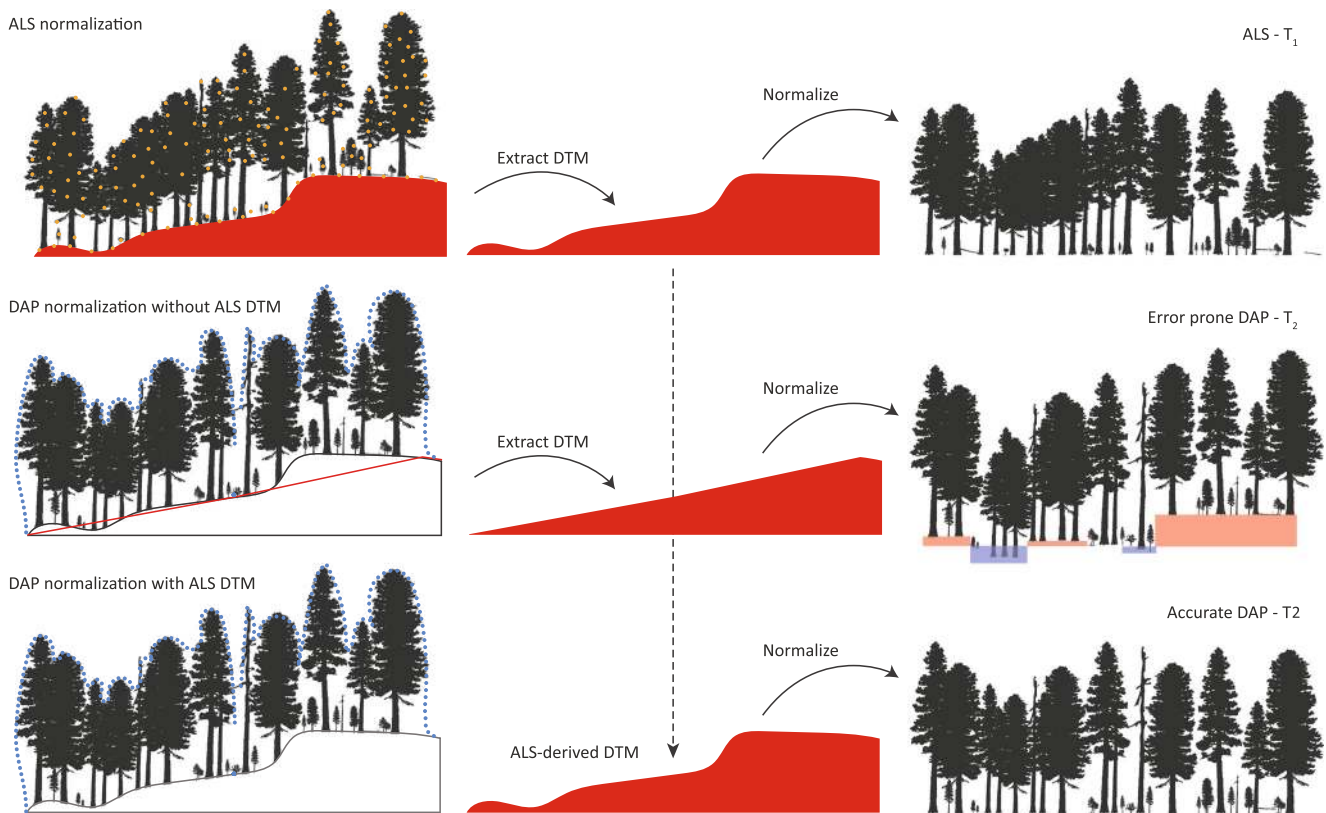 ALS normalization
ALS - T1
Normalize
Extract DTM
DAP normalization without ALS DTM
Error prone DAP - T2
Normalize
Extract DTM
DAP normalization with ALS DTM
Accurate DAP - T2
Normalize
ALS-derived DTM